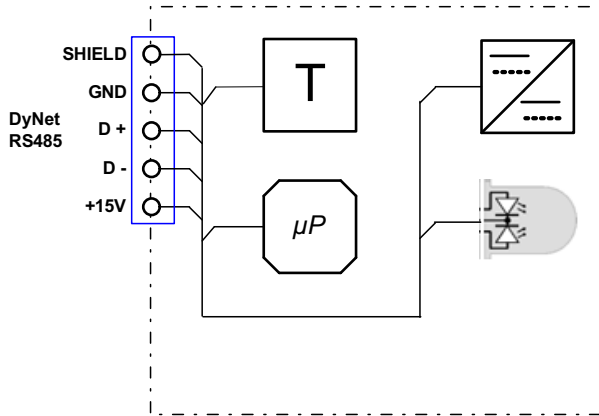 SHIELD
GND
DyNet
RS485
D +
D -
+15V
T
µP